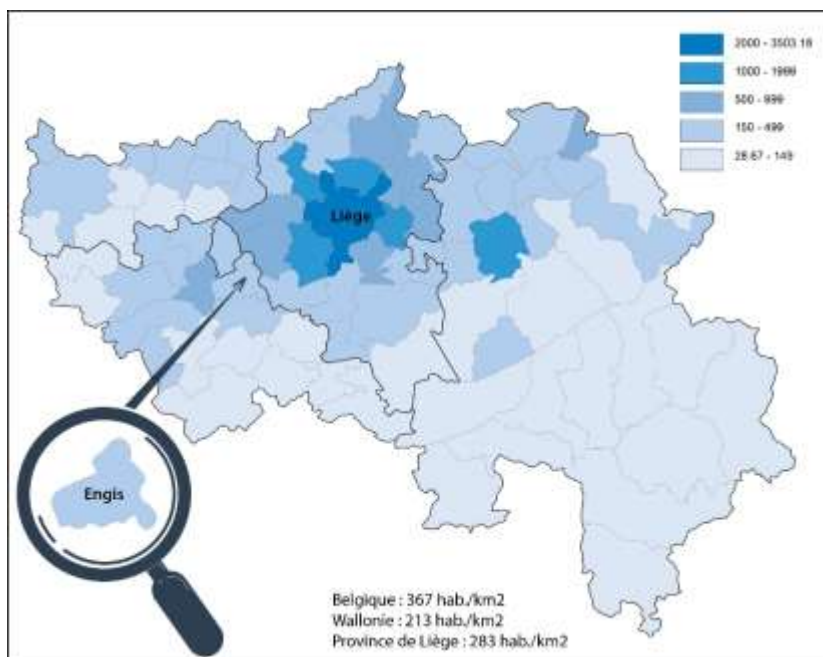 2000 - 3503.18
1000 - 1999
500 - 999
150 - 499
28.67 - 149
Liège
Engis
Belgique : 367 hab./km2
Wallonie : 213 hab./km2
Province de Liège : 283 hab./km2